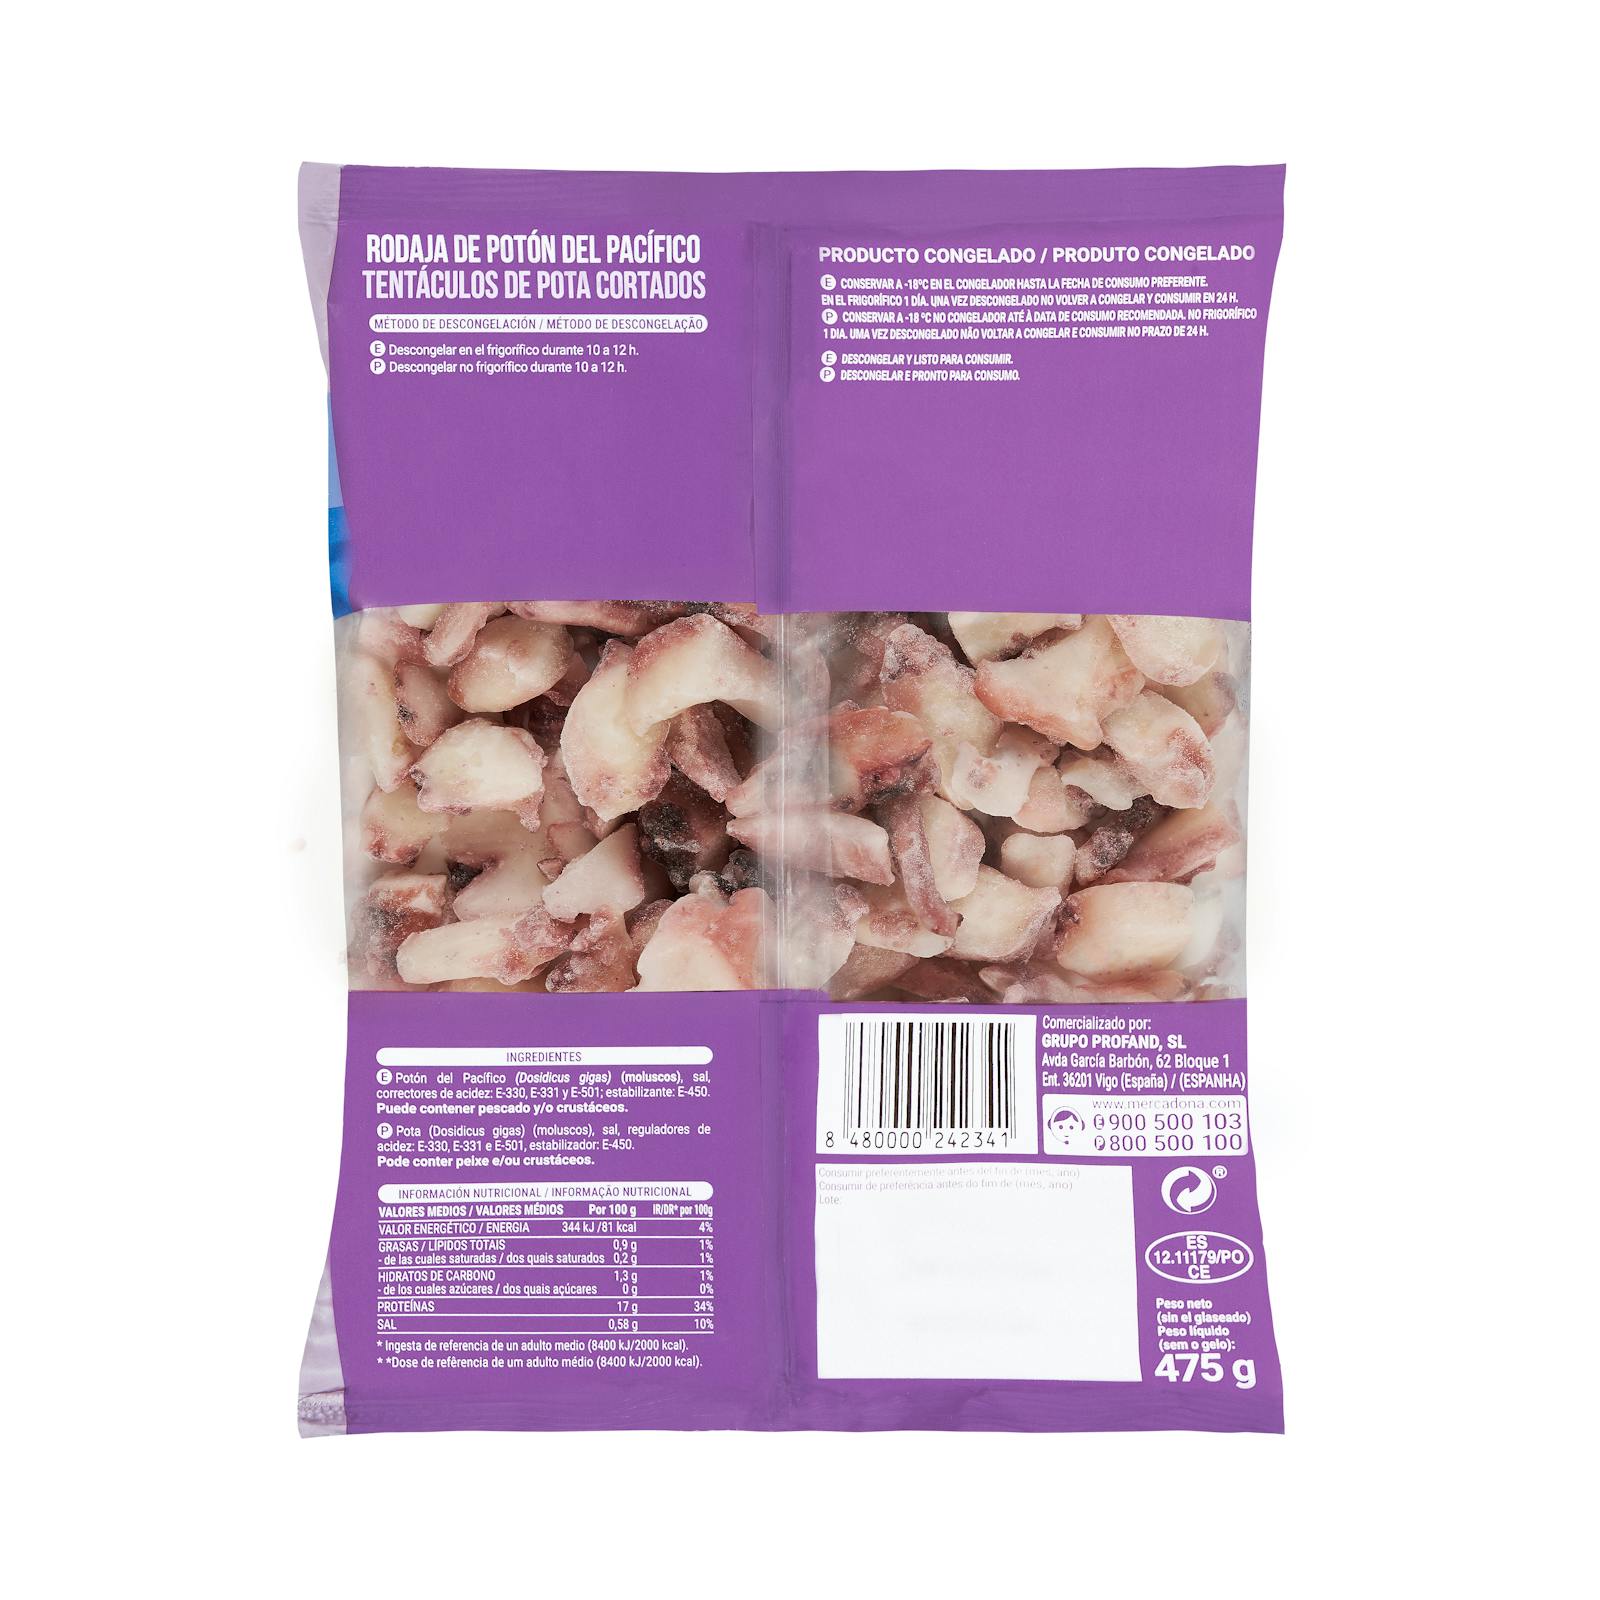 RODAJA DE POTÓN DEL PACÍFICO
TENTÁCULOS DE POTA CORTADOS
MÉTODO DE DESCONGELACIÓN / MÉTODO DE DESCONGELAÇÃO
E Descongelar en el frigorífico durante 10 a 12 h.
P Descongelar no frigorífico durante 10 a 12 h.
PRODUCTO CONGELADO / PRODUTO CONGELADO
E CONSERVAR A -18ºC EN EL CONGELADOR HASTA LA FECHA DE CONSUMO PREFERENTE.
EN EL FRIGORÍFICO 1 DÍA. UNA VEZ DESCONGELADO NO VOLVER A CONGELAR Y CONSUMIR EN 24 H.
P CONSERVAR A -18 ºC NO CONGELADOR ATÉ À DATA DE CONSUMO RECOMENDADA. NO FRIGORÍFICO
1 DIA. UMA VEZ DESCONGELADO NÃO VOLTAR A CONGELAR E CONSUMIR NO PRAZO DE 24 H.
E DESCONGELAR Y LISTO PARA CONSUMIR.
P DESCONGELAR E PRONTO PARA CONSUMO.
INGREDIENTES
E Potón del Pacífico (Dosidicus gigas) (moluscos), sal,
correctores de acidez: E-330, E-331 y E-501; estabilizante: E-450.
Puede contener pescado y/o crustáceos.
P Pota (Dosidicus gigas) (moluscos), sal, reguladores de
acidez: E-330, E-331 e E-501, estabilizador: E-450.
Pode conter peixe e/ou crustáceos.
INFORMACIÓN NUTRICIONAL / INFORMAÇÃO NUTRICIONAL
VALORES MEDIOS / VALORES MÉDIOS Por 100 g IR/DR* por 100g
VALOR ENERGÉTICO / ENERGIA 344 kJ /81 kcal 4%
GRASAS / LÍPIDOS TOTAIS 0,9 g 1%
- de las cuales saturadas / dos quais saturados 0,2 g 1%
HIDRATOS DE CARBONO 1,3 g 1%
- de los cuales azúcares / dos quais açúcares 0 g 0%
PROTEÍNAS 17 g 34%
SAL 0,58 g 10%
* Ingesta de referencia de un adulto medio (8400 kJ/2000 kcal).
* *Dose de refêrencia de um adulto médio (8400 kJ/2000 kcal).
8 480000 242341
Comercializado por:
GRUPO PROFAND, SL
Avda García Barbón, 62 Bloque 1
Ent. 36201 Vigo (España) / (ESPANHA)
www.mercadona.com
E 900 500 103
P 800 500 100
Consumir preferentemente antes del fin de (mes, año)
Consumir de preferência antes do fim de (mês, ano)
Lote:
®
ES
12.11179/PO
CE
Peso neto
(sin el glaseado)
Peso líquido
(sem o gelo):
475 g